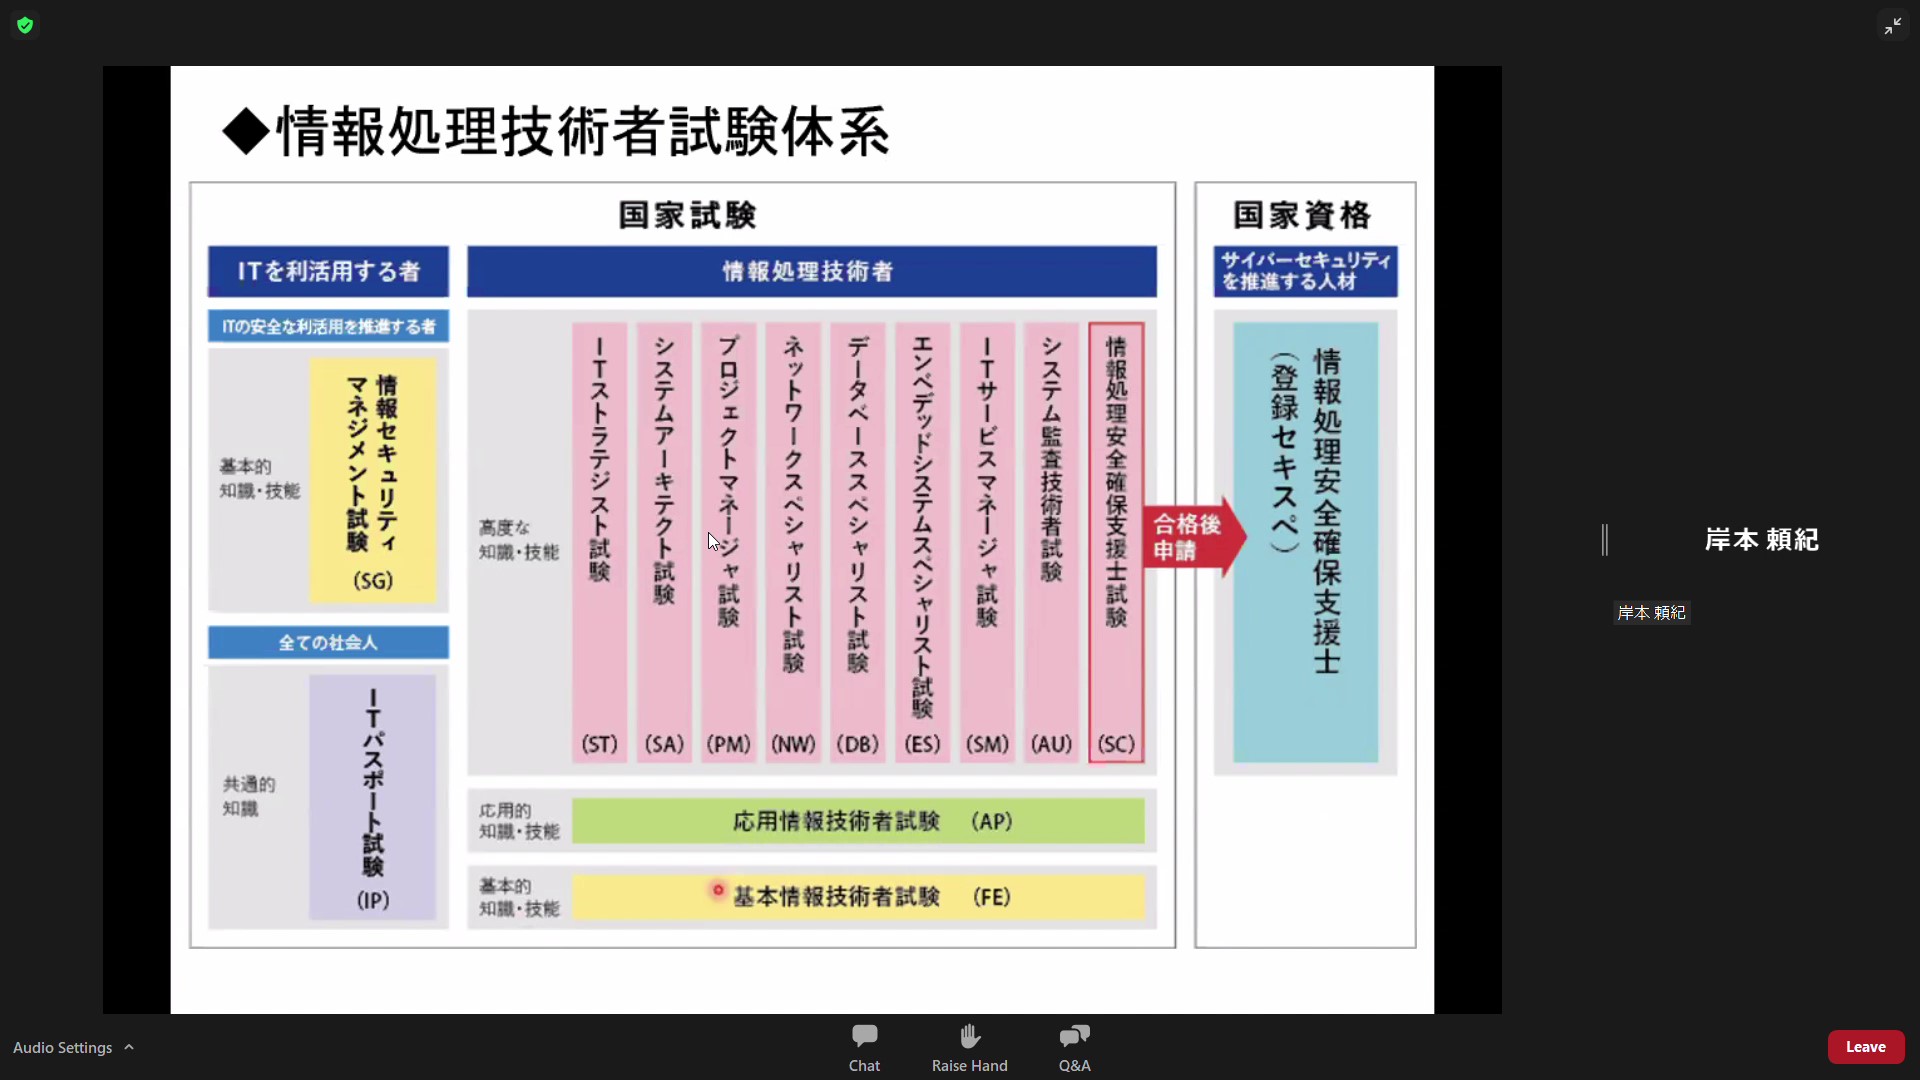 ◆情報処理技術者試験体系
国家試験
ITを利活用する者
ITの安全な利活用を推進する者
基本的
知識・技能
情報セキュリティ
マネジメント試験
(SG)
全ての社会人
共通的
知識
ITパスポート試験
(IP)
情報処理技術者
高度な
知識・技能
ITストラテジスト試験
(ST)
システムアーキテクト試験
(SA)
プロジェクトマネージャ試験
(PM)
ネットワークスペシャリスト試験
(NW)
データベーススペシャリスト試験
(DB)
エンベデッドシステムスペシャリスト試験
(ES)
ITサービスマネージャ試験
(SM)
システム監査技術者試験
(AU)
情報処理安全確保支援士試験
(SC)
応用的
知識・技能
応用情報技術者試験 (AP)
基本的
知識・技能
基本情報技術者試験 (FE)
合格後
申請
国家資格
サイバーセキュリティ
を推進する人材
情報処理安全確保支援士
(登録セキスペ)
岸本 頼紀
岸本 頼紀
Audio Settings
Chat
Raise Hand
Q&A
Leave